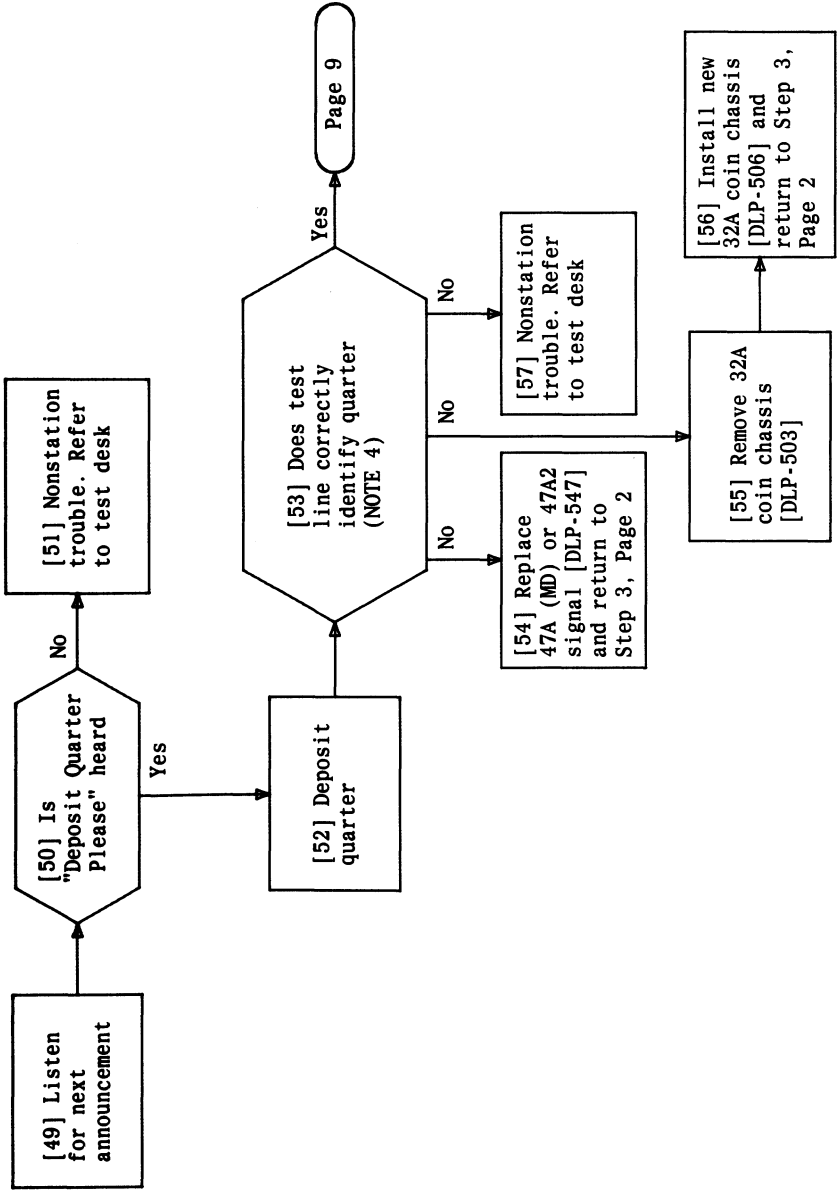 [49] Listen
for next
announcement
[50] Is
"Deposit Quarter
Please" heard
No
[51] Nonstation
trouble. Refer
to test desk
Yes
[52] Deposit
quarter
[53] Does test
line correctly
identify quarter
(NOTE 4)
Yes
Page 9
No
[54] Replace
47A (MD) or 47A2
signal [DLP-547]
and return to
Step 3, Page 2
No
[55] Remove 32A
coin chassis
[DLP-503]
[56] Install new
32A coin chassis
[DLP-506] and
return to Step 3,
Page 2
No
[57] Nonstation
trouble. Refer
to test desk